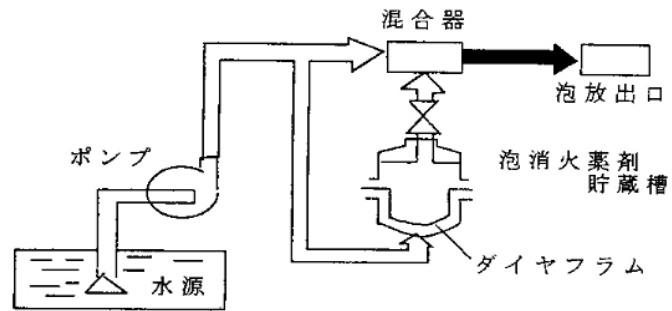 混合器
泡放出口
ポンプ
泡消火薬剤
貯蔵槽
水源
ダイヤフラム